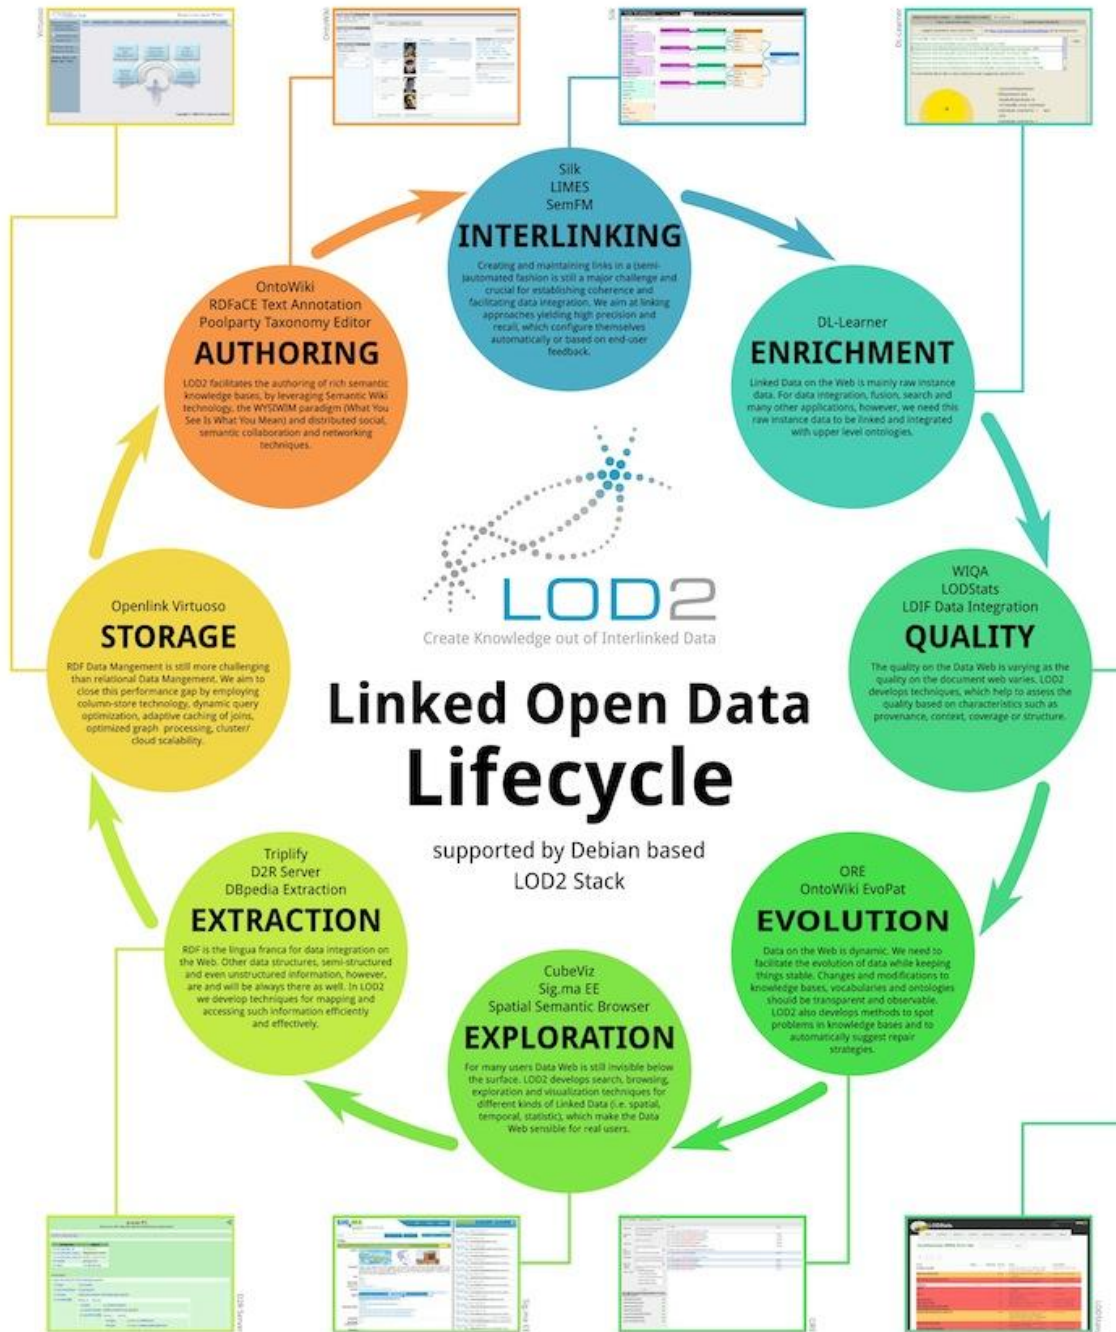 Virtuoso
OntoWiki
Silk
DL-Learner
Silk
LIMES
SemFM
INTERLINKING
Creating and maintaining links in a (semi-
)automated fashion is still a major challenge and
crucial for establishing coherence and
facilitating data integration. We aim at linking
approaches yielding high precision and
recall, which configure themselves
automatically or based on end-user
feedback.
OntoWiki
RDFaCE Text Annotation
Poolparty Taxonomy Editor
AUTHORING
LOD2 facilitates the authoring of rich semantic
knowledge bases, by leveraging Semantic Wiki
technology, the WYSIWIM paradigm (What You
See Is What You Mean) and distributed social,
semantic collaboration and networking
techniques.
DL-Learner
ENRICHMENT
Linked Data on the Web is mainly raw instance
data. For data integration, fusion, search and
many other applications, however, we need this
raw instance data to be linked and integrated
with upper level ontologies.
LOD2
Create Knowledge out of Interlinked Data
Openlink Virtuoso
STORAGE
RDF Data Mangement is still more challenging
than relational Data Mangement. We aim to
close this performance gap by employing
column-store technology, dynamic query
optimization, adaptive caching of joins,
optimized graph processing, cluster/
cloud scalability.
WIQA
LODStats
LDIF Data Integration
QUALITY
The quality on the Data Web is varying as the
quality on the document web varies. LOD2
develops techniques, which help to assess the
quality based on characteristics such as
provenance, context, coverage or structure.
Linked Open Data
Lifecycle
supported by Debian based
LOD2 Stack
Triplify
D2R Server
DBpedia Extraction
EXTRACTION
RDF is the lingua franca for data integration on
the Web. Other data structures, semi-structured
and even unstructured information, however,
are and will be always there as well. In LOD2
we develop techniques for mapping and
accessing such information efficiently
and effectively.
ORE
OntoWiki EvoPat
EVOLUTION
Data on the Web is dynamic. We need to
facilitate the evolution of data while keeping
things stable. Changes and modifications to
knowledge bases, vocabularies and ontologies
should be transparent and observable.
LOD2 also develops methods to spot
problems in knowledge bases and to
automatically suggest repair
strategies.
CubeViz
Sig.ma EE
Spatial Semantic Browser
EXPLORATION
For many users Data Web is still invisible below
the surface. LOD2 develops search, browsing,
exploration and visualization techniques for
different kinds of Linked Data (i.e. spatial,
temporal, statistic), which make the Data
Web sensible for real users.
D2R Server
Sig.ma EE
ORE
LODStats